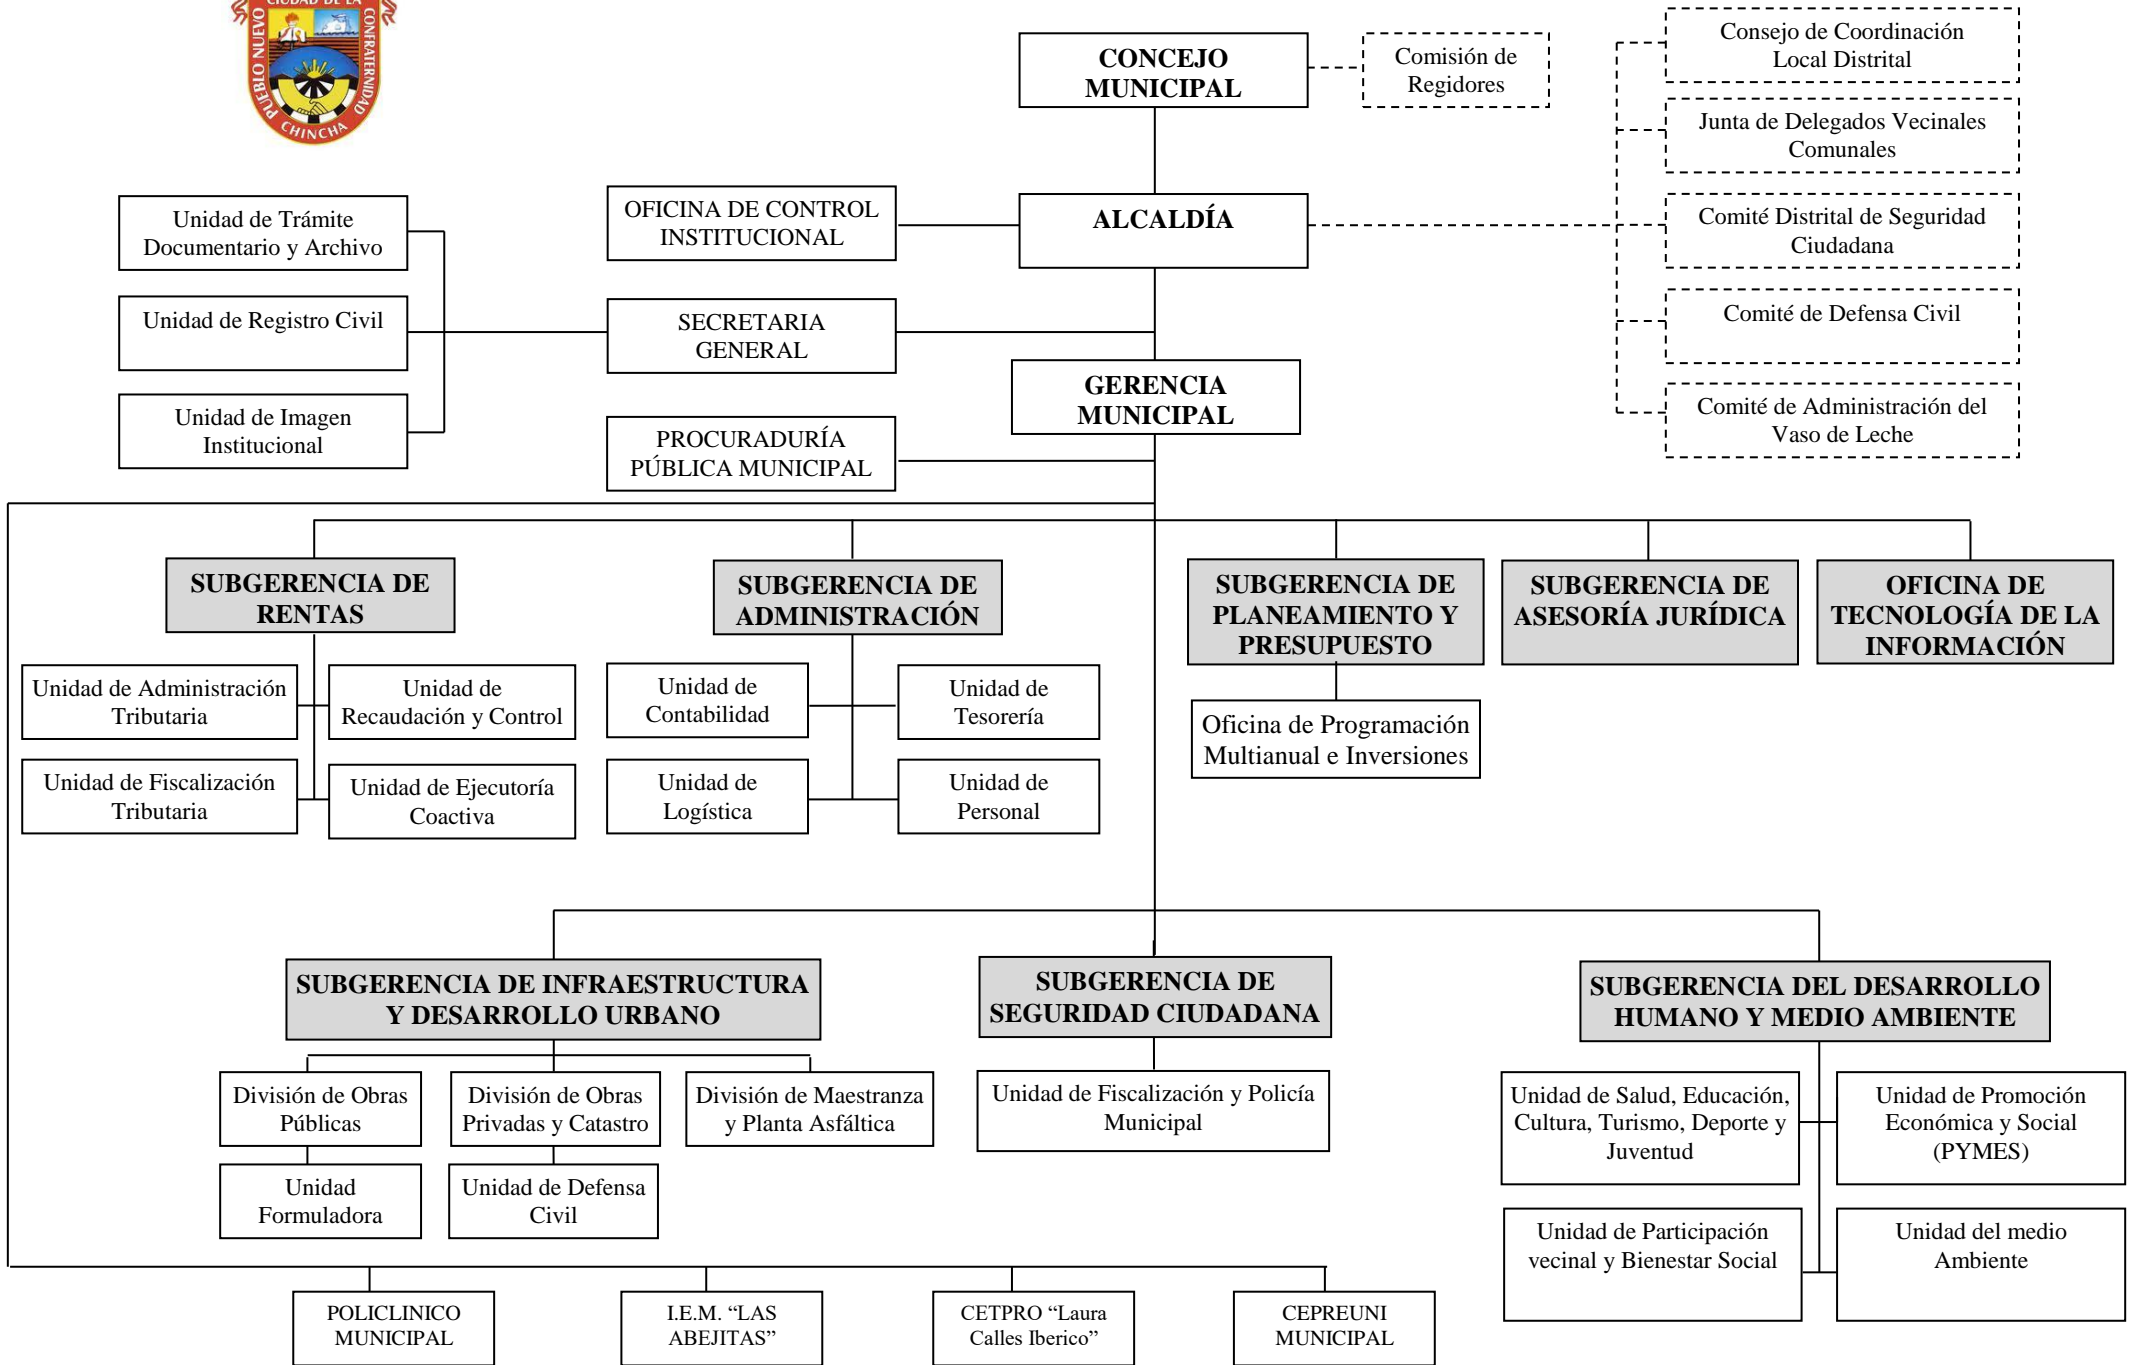 CIUDAD DE LA
PUEBLO NUEVO
CONFRATERNIDAD
CHINCHA
CONCEJO
MUNICIPAL
Comisión de
Regidores
Consejo de Coordinación
Local Distrital
Junta de Delegados Vecinales
Comunales
Unidad de Trámite
Documentario y Archivo
OFICINA DE CONTROL
INSTITUCIONAL
ALCALDÍA
Comité Distrital de Seguridad
Ciudadana
Unidad de Registro Civil
SECRETARIA
GENERAL
Comité de Defensa Civil
GERENCIA
MUNICIPAL
Unidad de Imagen
Institucional
Comité de Administración del
Vaso de Leche
PROCURADURÍA
PÚBLICA MUNICIPAL
SUBGERENCIA DE
RENTAS
SUBGERENCIA DE
ADMINISTRACIÓN
SUBGERENCIA DE
PLANEAMIENTO Y
PRESUPUESTO
SUBGERENCIA DE
ASESORÍA JURÍDICA
OFICINA DE
TECNOLOGÍA DE LA
INFORMACIÓN
Unidad de Administración
Tributaria
Unidad de
Recaudación y Control
Unidad de
Contabilidad
Unidad de
Tesorería
Oficina de Programación
Multianual e Inversiones
Unidad de Fiscalización
Tributaria
Unidad de Ejecutoría
Coactiva
Unidad de
Logística
Unidad de
Personal
SUBGERENCIA DE INFRAESTRUCTURA
Y DESARROLLO URBANO
SUBGERENCIA DE
SEGURIDAD CIUDADANA
SUBGERENCIA DEL DESARROLLO
HUMANO Y MEDIO AMBIENTE
División de Obras
Públicas
División de Obras
Privadas y Catastro
División de Maestranza
y Planta Asfáltica
Unidad de Fiscalización y Policía
Municipal
Unidad de Salud, Educación,
Cultura, Turismo, Deporte y
Juventud
Unidad de Promoción
Económica y Social
(PYMES)
Unidad
Formuladora
Unidad de Defensa
Civil
Unidad de Participación
vecinal y Bienestar Social
Unidad del medio
Ambiente
POLICLINICO
MUNICIPAL
I.E.M. “LAS
ABEJITAS”
CETPRO “Laura
Calles Iberico”
CEPREUNI
MUNICIPAL